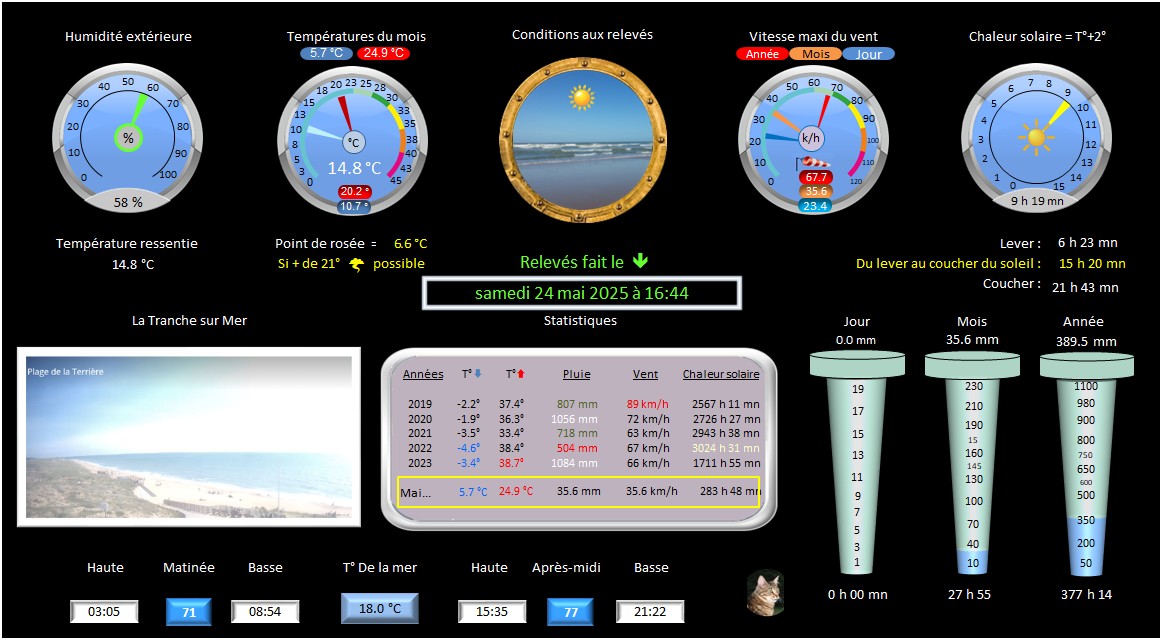 Humidité extérieure
Températures du mois
Conditions aux relevés
Vitesse maxi du vent
Chaleur solaire = T°+2°
5.7 °C 24.9 °C
Année Mois Jour
0 10 20 30 40 50 60 70 80 90 100
%
58 %
0 3 5 8 10 13 15 18 20 23 25 28 30 33 35 38 40 43 45
°C
14.8 °C
20.2 °
10.7 °
0 10 20 30 40 50 60 70 80 90 100 110 120
k/h
67.7
35.6
23.4
0 1 2 3 4 5 6 7 8 9 10 11 12 13 14 15
9 h 19 mn
Température ressentie
14.8 °C
Point de rosée = 6.6 °C
Si + de 21° possible
Relevés fait le
samedi 24 mai 2025 à 16:44
Lever : 6 h 23 mn
Du lever au coucher du soleil : 15 h 20 mn
Coucher : 21 h 43 mn
La Tranche sur Mer
Plage de la Terrière
Statistiques
Années T° T° Pluie Vent Chaleur solaire
2019 -2.2° 37.4° 807 mm 89 km/h 2567 h 11 mn
2020 -1.9° 36.3° 1056 mm 72 km/h 2726 h 27 mn
2021 -3.5° 33.4° 718 mm 63 km/h 2943 h 38 mn
2022 -4.6° 38.4° 504 mm 67 km/h 3024 h 31 mn
2023 -3.4° 38.7° 1084 mm 66 km/h 1711 h 55 mn
Mai... 5.7 °C 24.9 °C 35.6 mm 35.6 km/h 283 h 48 mn
Jour
0.0 mm
19
17
15
13
11
9
7
5
3
1
0 h 00 mn
Mois
35.6 mm
230
210
190
15
160
145
130
100
70
40
10
27 h 55
Année
389.5 mm
1100
980
900
800
750
650
600
500
350
200
50
377 h 14
Haute Matinée Basse T° De la mer Haute Après-midi Basse
03:05 71 08:54 18.0 °C 15:35 77 21:22